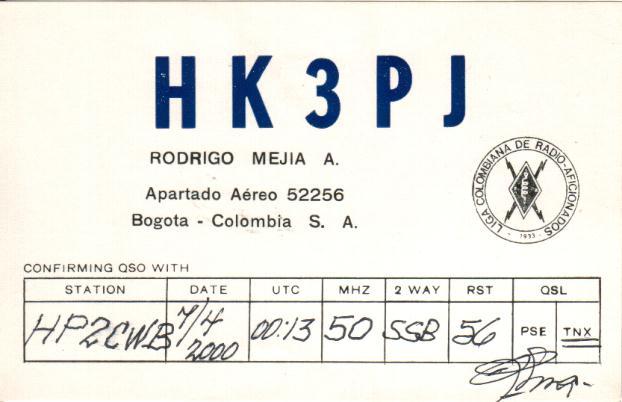 HK3PJ
RODRIGO MEJIA A.
Apartado Aéreo 52256
Bogota - Colombia S. A.
LIGA COLOMBIANA DE RADIO-AFICIONADOS
- 1933 -
CONFIRMING QSO WITH
STATION DATE UTC MHZ 2 WAY RST QSL
HP2CWB 7/4 2000 00:13 50 SSB 56 PSE TNX